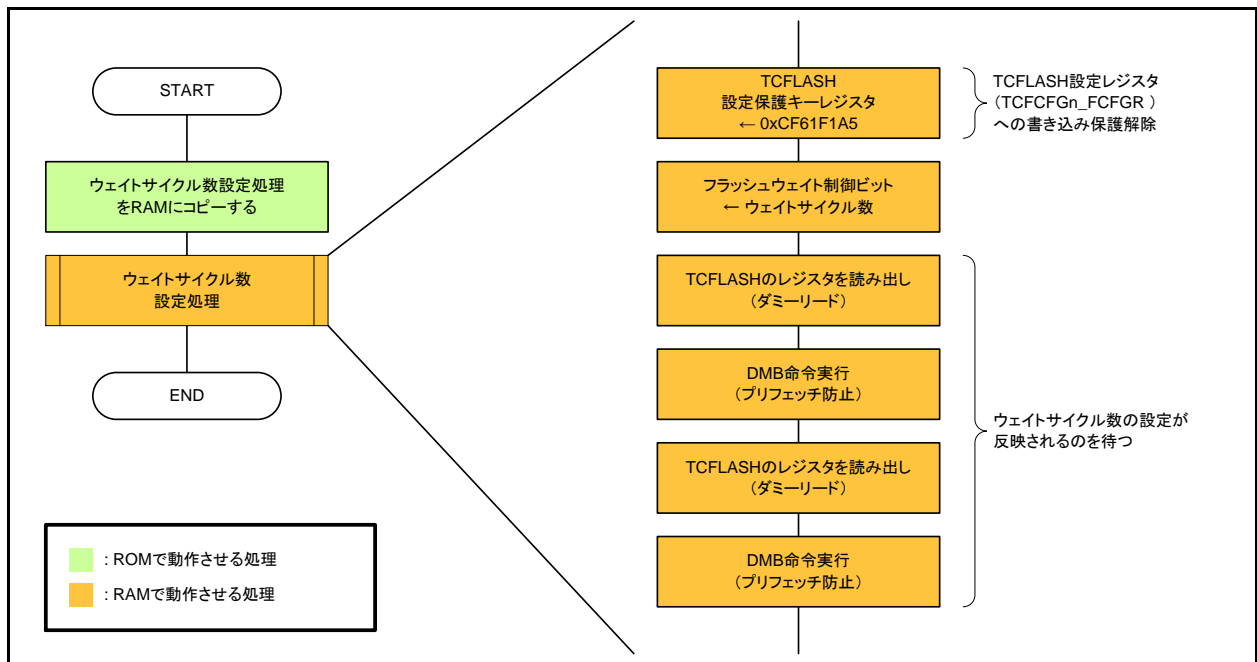 START
ウェイトサイクル数設定処理
をRAMにコピーする
ウェイトサイクル数
設定処理
END
: ROMで動作させる処理
: RAMで動作させる処理
TCFLASH
設定保護キーレジスタ
← 0xCF61F1A5
TCFLASH設定レジスタ
（TCFCFGn_FCFGR ）
への書き込み保護解除
フラッシュウェイト制御ビット
← ウェイトサイクル数
TCFLASHのレジスタを読み出し
（ダミーリード）
DMB命令実行
（プリフェッチ防止）
TCFLASHのレジスタを読み出し
（ダミーリード）
DMB命令実行
（プリフェッチ防止）
ウェイトサイクル数の設定が
反映されるのを待つ